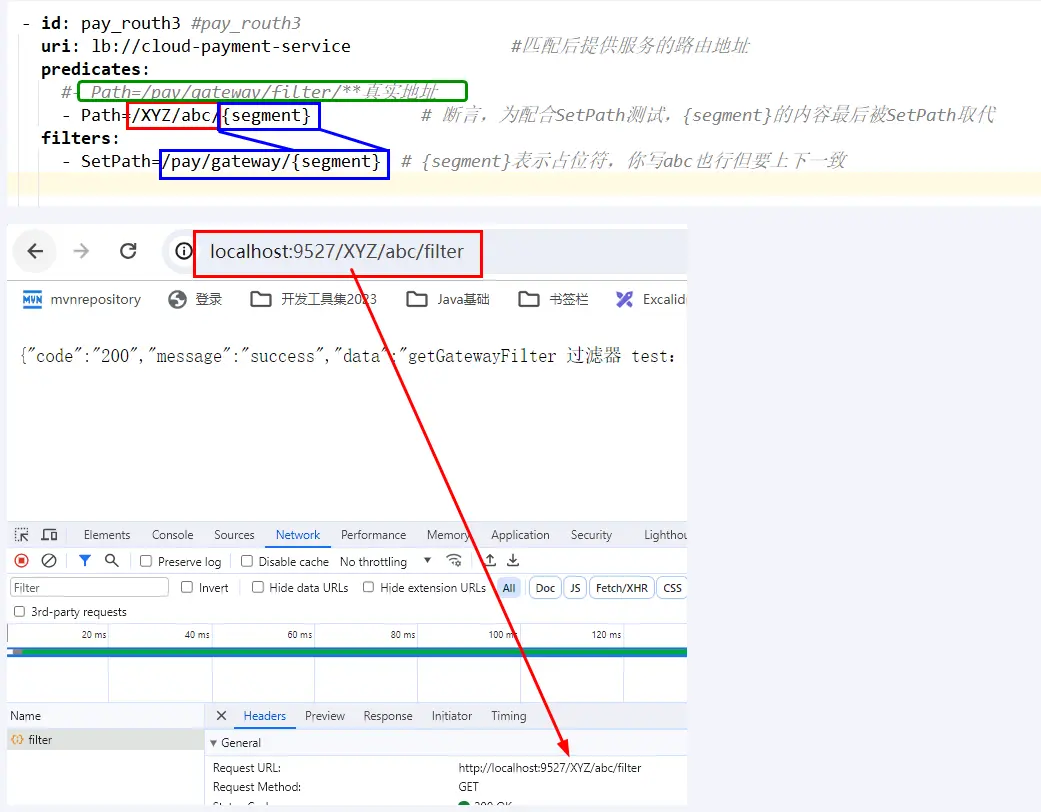 - id: pay_routh3 #pay_routh3
uri: lb://cloud-payment-service #匹配后提供服务的路由地址
predicates:
#- Path=/pay/gateway/filter/**真实地址
- Path=/XYZ/abc/{segment} # 断言，为配合SetPath测试，{segment}的内容最后被SetPath取代
filters:
- SetPath=/pay/gateway/{segment} # {segment}表示占位符，你写abc也行但要上下一致
localhost:9527/XYZ/abc/filter
MVN mvnrepository 登录 开发工具集2023 Java基础 书签栏 Excalid
{"code":"200","message":"success","data":"getGatewayFilter 过滤器 test:
Elements Console Sources Network Performance Memory Application Security Lighthou
Preserve log Disable cache No throttling
Filter Invert Hide data URLs Hide extension URLs All Doc JS Fetch/XHR CSS
3rd-party requests
20 ms 40 ms 60 ms 80 ms 100 ms 120 ms
Name Headers Preview Response Initiator Timing
filter General
Request URL: http://localhost:9527/XYZ/abc/filter
Request Method: GET